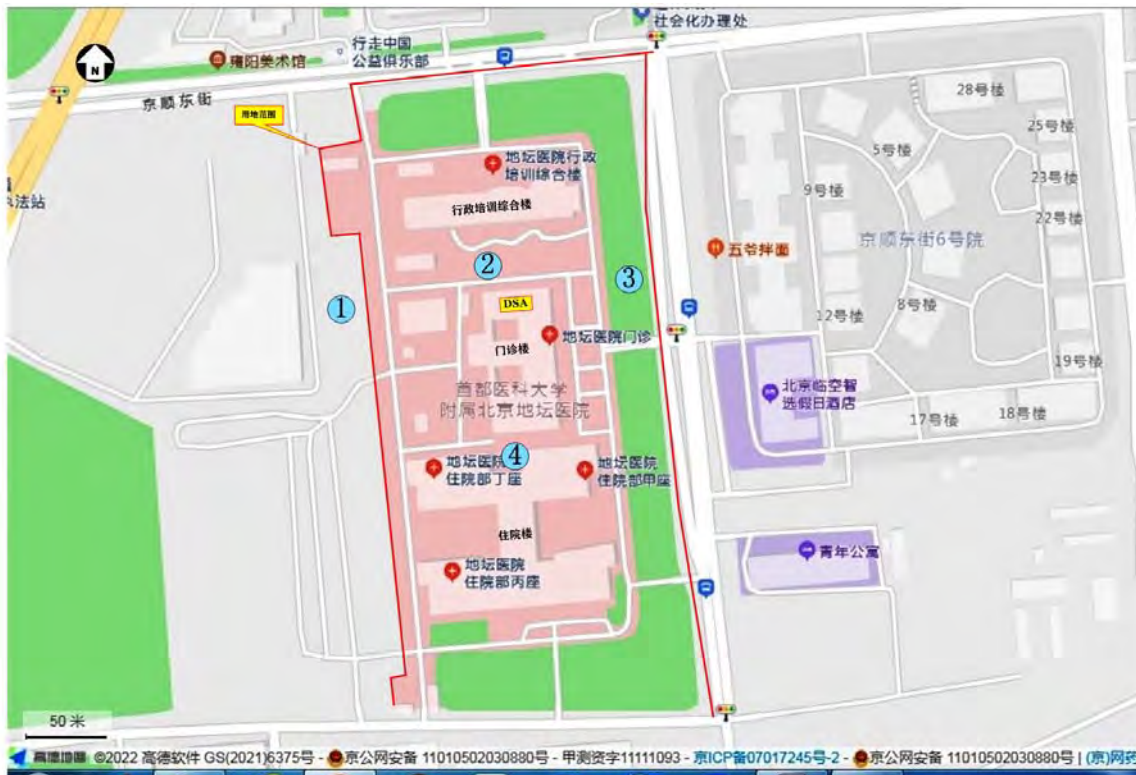 社会化办理处
行走中国
公益俱乐部
雍阳美术馆
N
京顺东街
用地范围
28号楼
25号楼
5号楼
23号楼
9号楼
22号楼
法站
地坛医院行政
培训综合楼
行政培训综合楼
京顺东街6号院
五爷拌面
②
③
①
DSA
8号楼
12号楼
地坛医院门诊
门诊楼
19号楼
首都医科大学
附属北京地坛医院
北京临空智
选假日酒店
17号楼
18号楼
④
地坛医院
住院部丁座
地坛医院
住院部甲座
住院楼
青年公寓
地坛医院
住院部丙座
50 米
高德地图 ©2022 高德软件 GS(2021)6375号 - 京公网安备 11010502030880号 - 甲测资字11111093 - 京ICP备07017245号-2 - 京公网安备 11010502030880号 | (京)网药